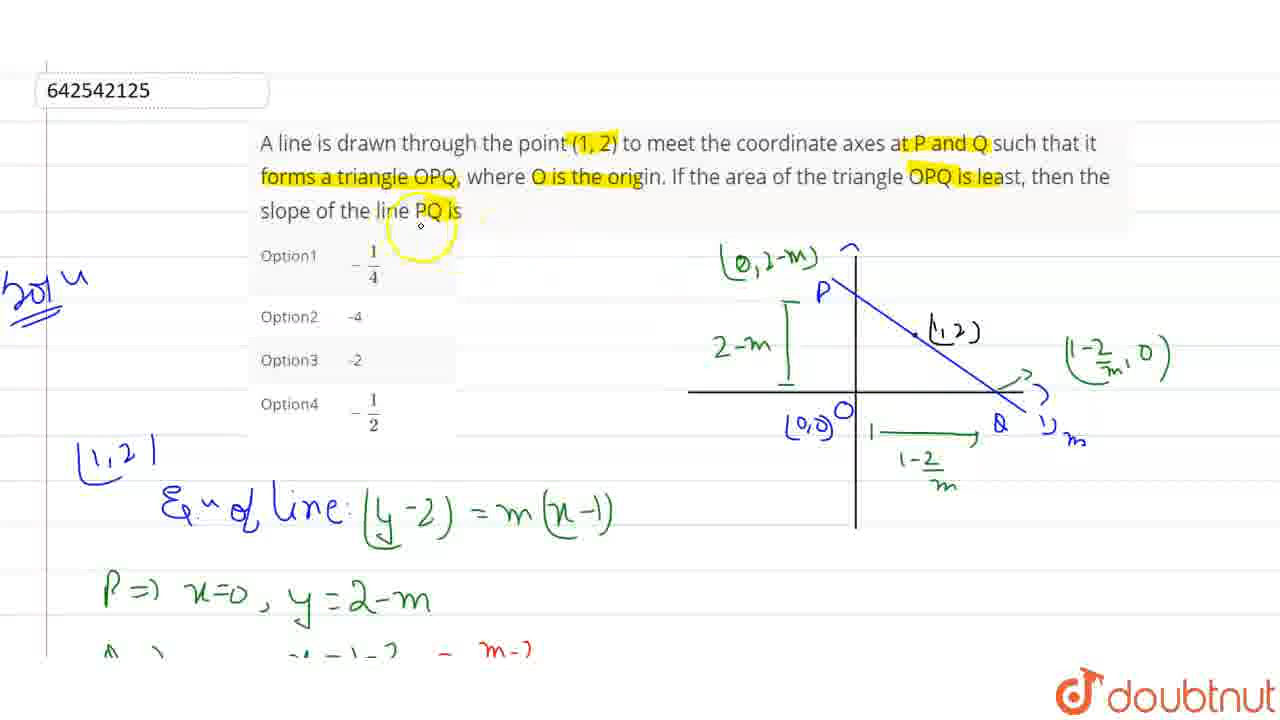 642542125
A line is drawn through the point (1, 2) to meet the coordinate axes at P and Q such that it
forms a triangle OPQ, where O is the origin. If the area of the triangle OPQ is least, then the
slope of the line PQ is
Option1 -1/4
Option2 -4
Option3 -2
Option4 -1/2
Solⁿ
(0, 2-m)
P
(1,2)
2-m
(1-2/m, 0)
(0,0) O
Q
m
1-2/m
(1,2)
Eqⁿ of line: (y-2) = m(x-1)
P => x=0, y=2-m
doubtnut